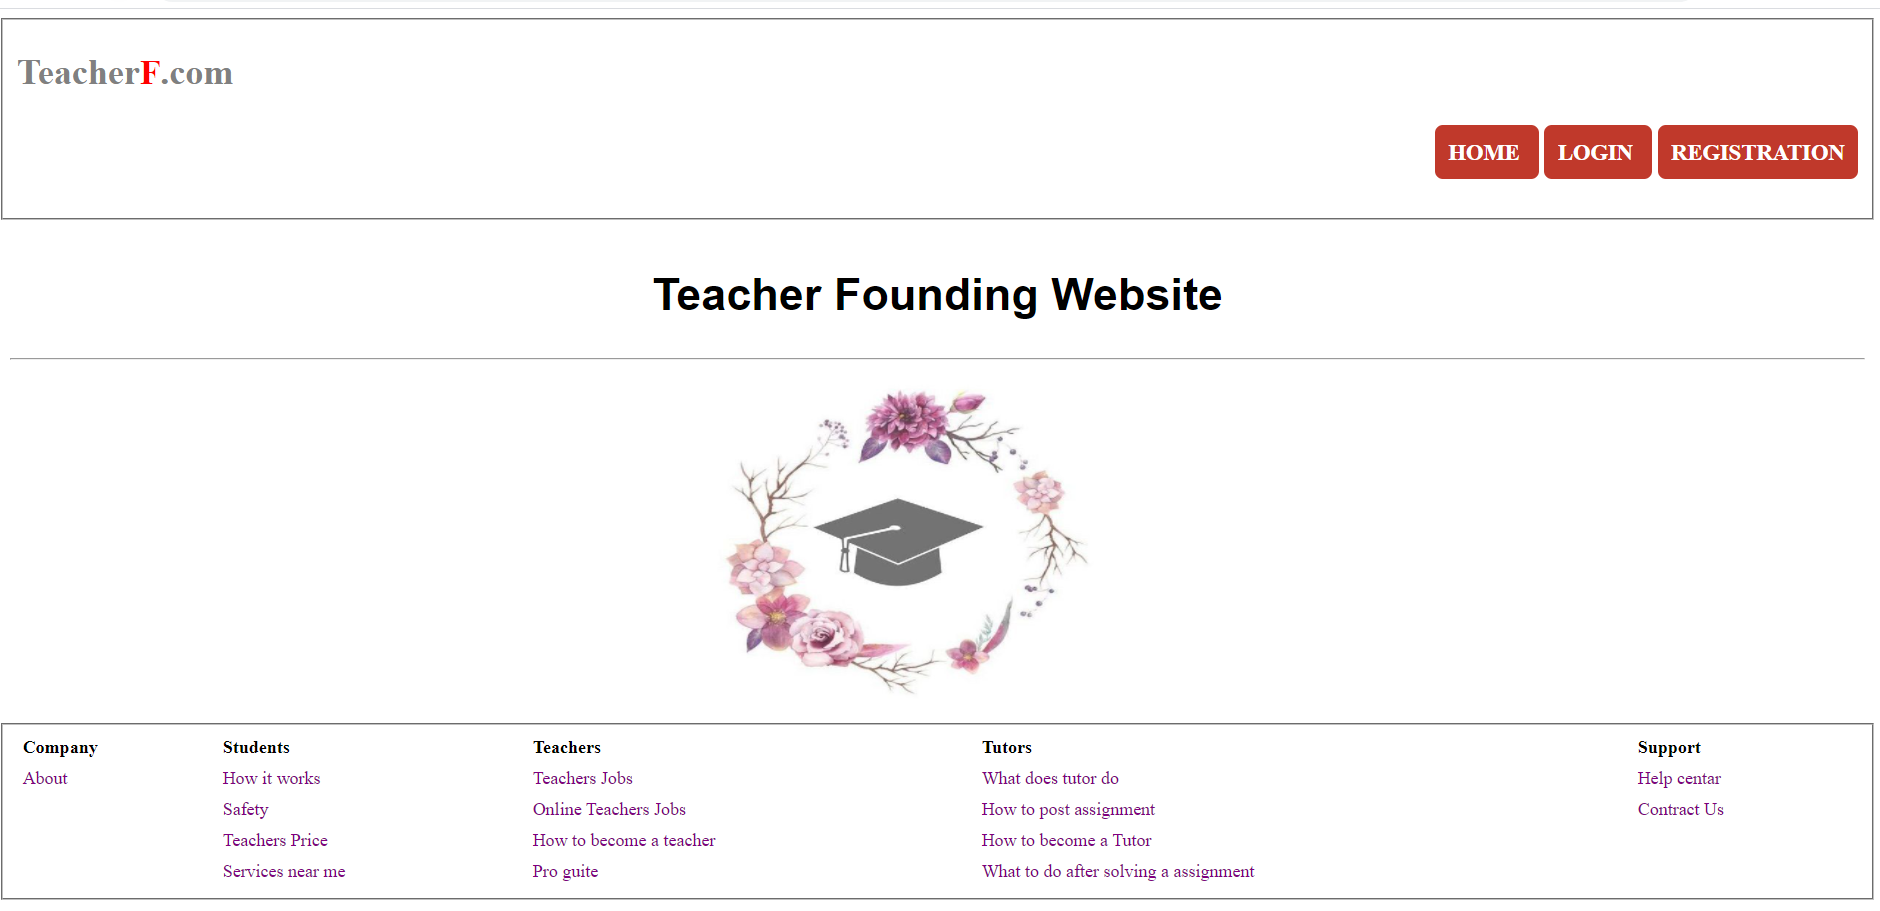 TeacherF.com
HOME LOGIN REGISTRATION
Teacher Founding Website
Company Students Teachers Tutors Support
About How it works Teachers Jobs What does tutor do Help centar
Safety Online Teachers Jobs How to post assignment Contract Us
Teachers Price How to become a teacher How to become a Tutor
Services near me Pro guite What to do after solving a assignment